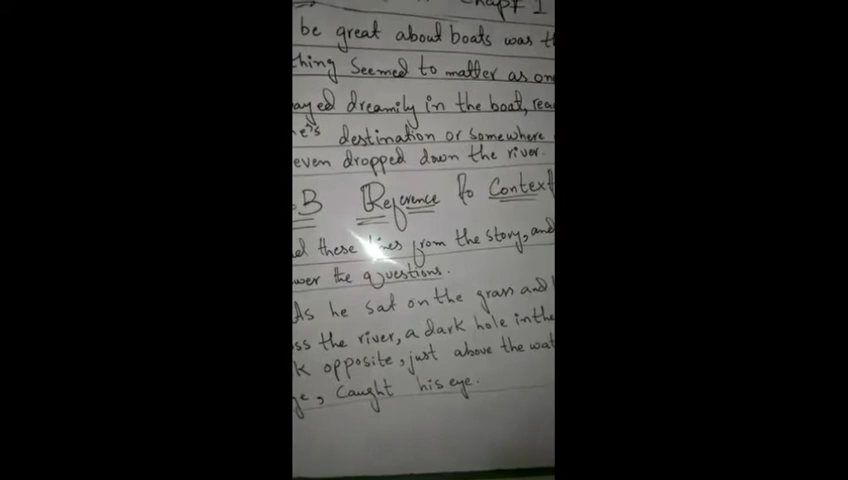 Chapt 1
be great about boats was
thing Seemed to matter as on
ayed dreamily in the boat, rea
e's destination or somewhere
even dropped down the river.
B Reference to Context
these lines from the story, and
wer the questions.
As he sat on the grass and
ss the river, a dark hole in the
k opposite, just above the wat
ge, Caught his eye.